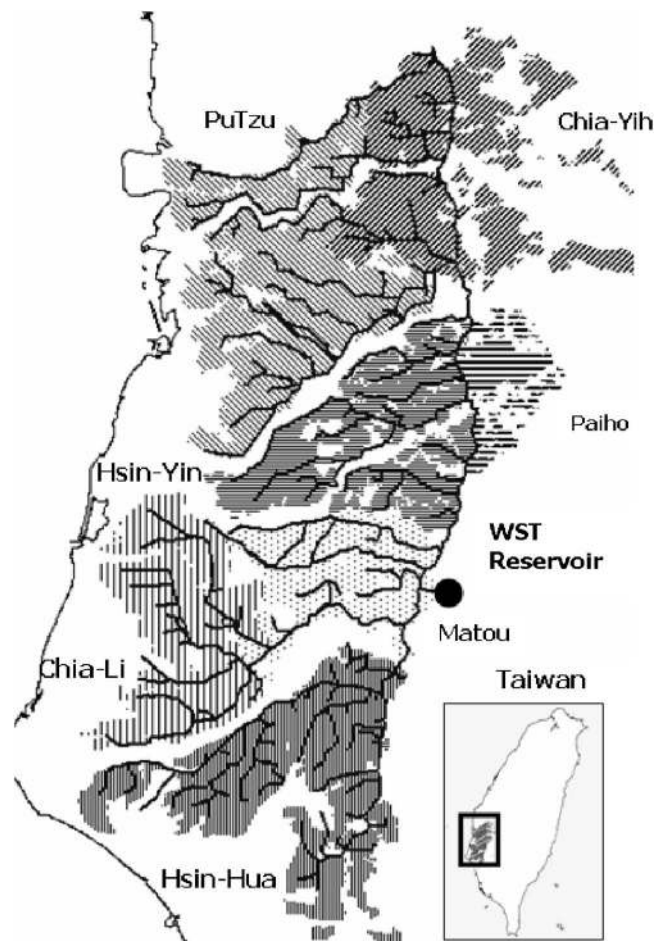 PuTzu
Chia-Yih
Paiho
Hsin-Yin
WST
Reservoir
Matou
Chia-Li
Taiwan
Hsin-Hua